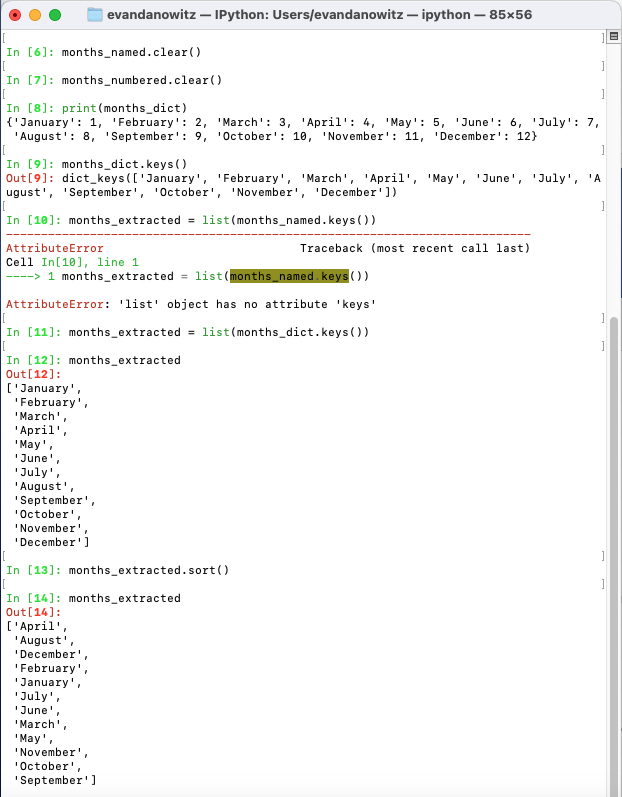 evandanowitz — IPython: Users/evandanowitz — ipython — 85×56
[ ]
In [6]: months_named.clear()
[ ]
In [7]: months_numbered.clear()
[ ]
In [8]: print(months_dict)
{'January': 1, 'February': 2, 'March': 3, 'April': 4, 'May': 5, 'June': 6, 'July': 7,
 'August': 8, 'September': 9, 'October': 10, 'November': 11, 'December': 12}
[ ]
In [9]: months_dict.keys()
Out[9]: dict_keys(['January', 'February', 'March', 'April', 'May', 'June', 'July', 'A
ugust', 'September', 'October', 'November', 'December'])
[ ]
In [10]: months_extracted = list(months_named.keys())
---------------------------------------------------------------------------
AttributeError                            Traceback (most recent call last)
Cell In[10], line 1
----> 1 months_extracted = list(months_named.keys())

AttributeError: 'list' object has no attribute 'keys'
[ ]
In [11]: months_extracted = list(months_dict.keys())
[ ]
In [12]: months_extracted
Out[12]:
['January',
 'February',
 'March',
 'April',
 'May',
 'June',
 'July',
 'August',
 'September',
 'October',
 'November',
 'December']
[ ]
In [13]: months_extracted.sort()
[ ]
In [14]: months_extracted
Out[14]:
['April',
 'August',
 'December',
 'February',
 'January',
 'July',
 'June',
 'March',
 'May',
 'November',
 'October',
 'September']